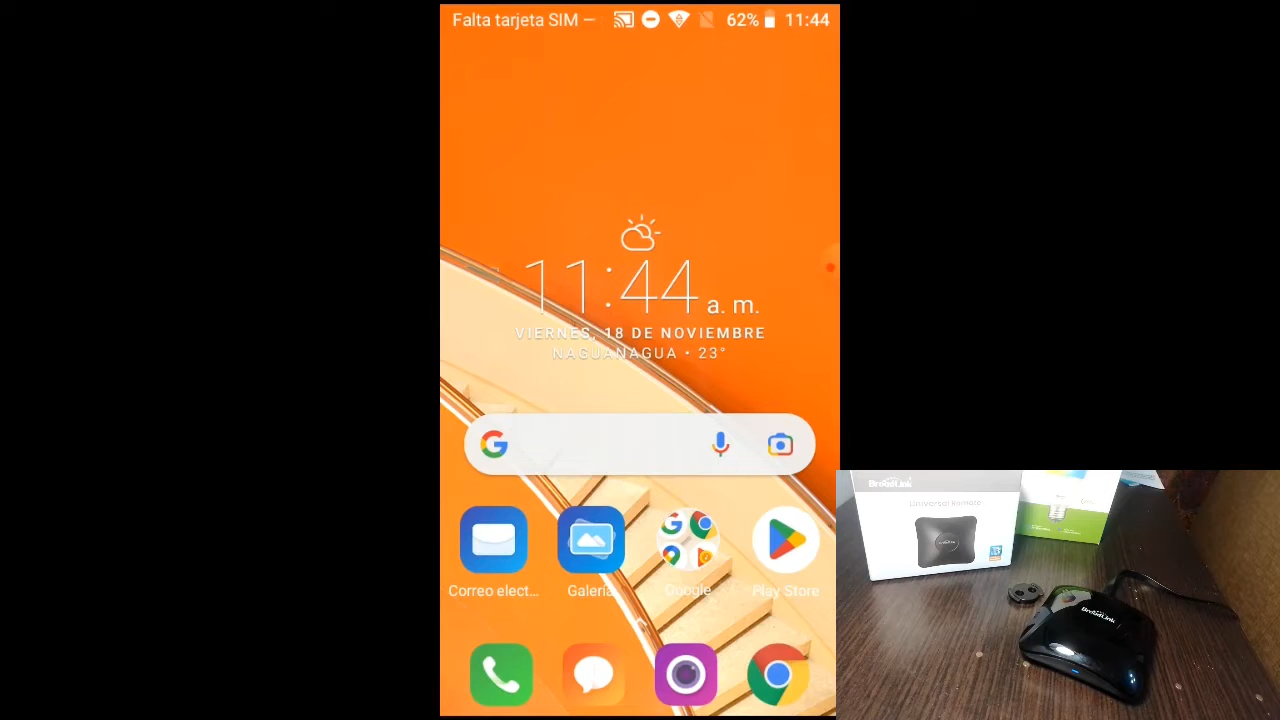 Falta tarjeta SIM –
62%
11:44
11:44 a. m.
VIERNES, 18 DE NOVIEMBRE
NAGUANAGUA • 23°
Correo elect...
Galería
Google
Play Store
BroadLink
Universal Remote
BroadLink